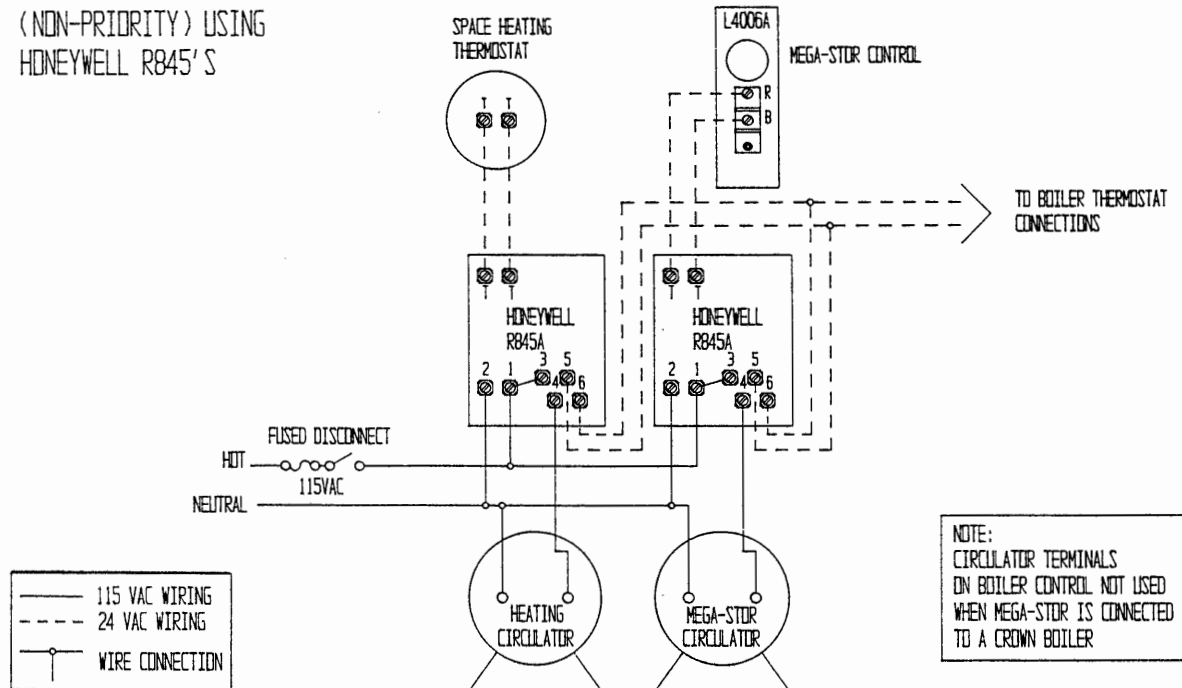 (NON-PRIORITY) USING
HONEYWELL R845'S
SPACE HEATING
THERMOSTAT
L4006A
MEGA-STOR CONTROL
R
B
T T
TO BOILER THERMOSTAT
CONNECTIONS
T T
HONEYWELL
R845A
2 1 3 5
4 6
T T
HONEYWELL
R845A
2 1 3 5
4 6
FUSED DISCONNECT
HOT
115VAC
NEUTRAL
HEATING
CIRCULATOR
MEGA-STOR
CIRCULATOR
115 VAC WIRING
24 VAC WIRING
WIRE CONNECTION
NOTE:
CIRCULATOR TERMINALS
ON BOILER CONTROL NOT USED
WHEN MEGA-STOR IS CONNECTED
TO A CROWN BOILER